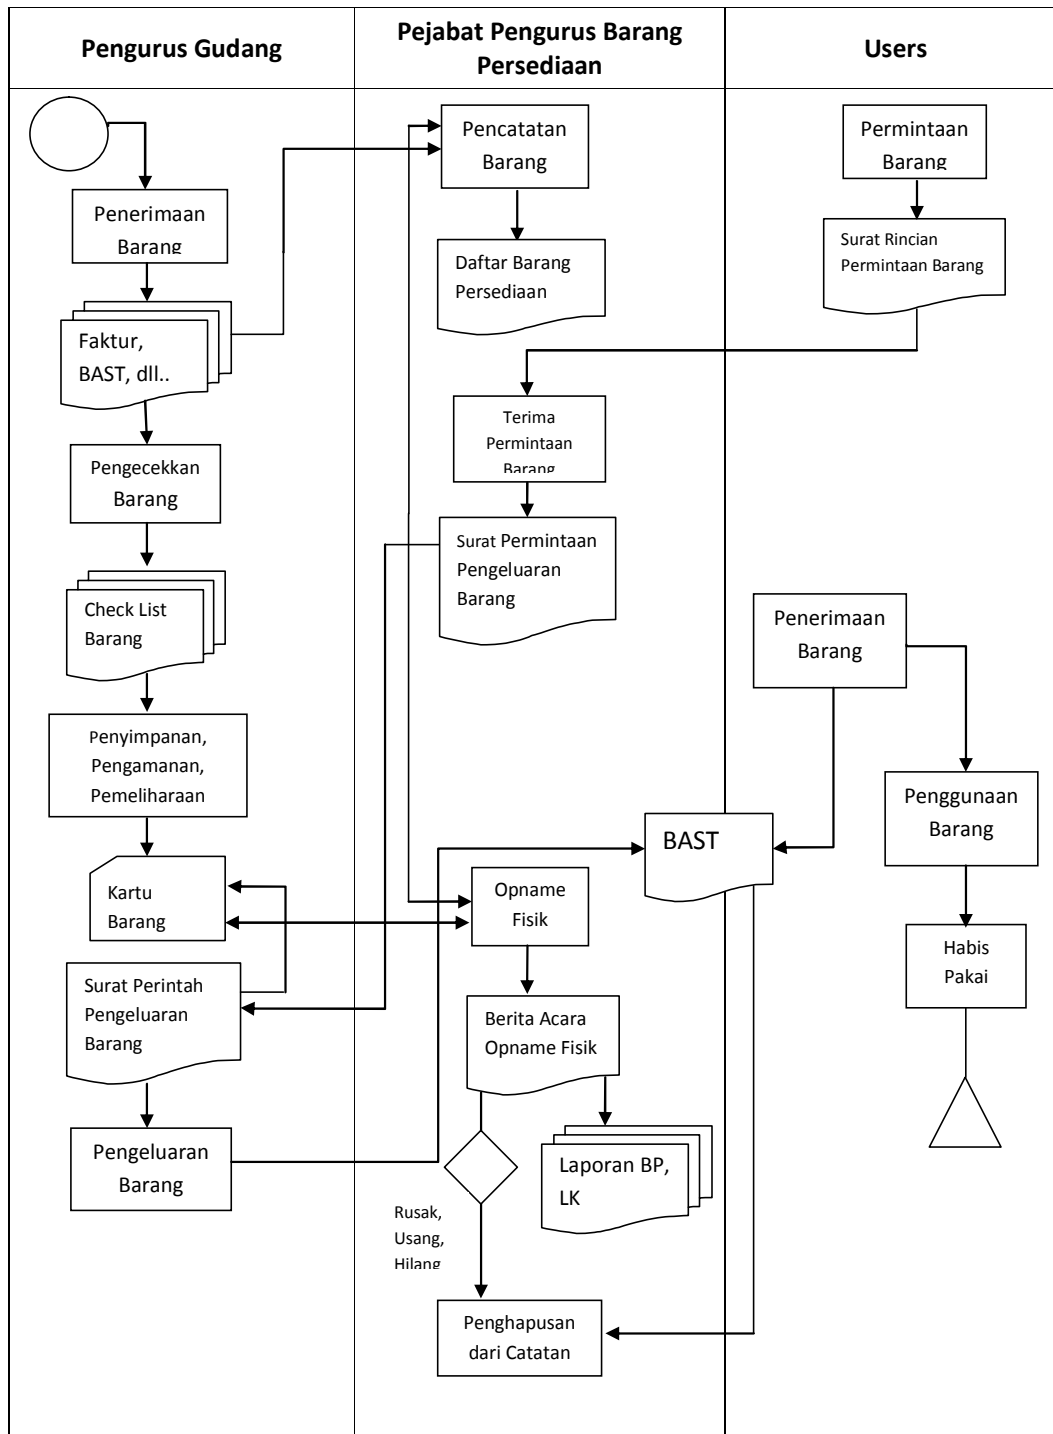 Pengurus Gudang
Pejabat Pengurus Barang
Persediaan
Users
Penerimaan
Barang
Faktur,
BAST, dll..
Pengecekkan
Barang
Check List
Barang
Penyimpanan,
Pengamanan,
Pemeliharaan
Kartu
Barang
Surat Perintah
Pengeluaran
Barang
Pengeluaran
Barang
Pencatatan
Barang
Daftar Barang
Persediaan
Terima
Permintaan
Barang
Surat Permintaan
Pengeluaran
Barang
BAST
Opname
Fisik
Berita Acara
Opname Fisik
Laporan BP,
LK
Rusak,
Usang,
Hilang
Penghapusan
dari Catatan
Permintaan
Barang
Surat Rincian
Permintaan Barang
Penerimaan
Barang
Penggunaan
Barang
Habis
Pakai